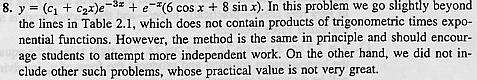 8. y = (c₁ + c₂x)e⁻³ˣ + e⁻ˣ(6 cos x + 8 sin x). In this problem we go slightly beyond
the lines in Table 2.1, which does not contain products of trigonometric times expo-
nential functions. However, the method is the same in principle and should encour-
age students to attempt more independent work. On the other hand, we did not in-
clude other such problems, whose practical value is not very great.